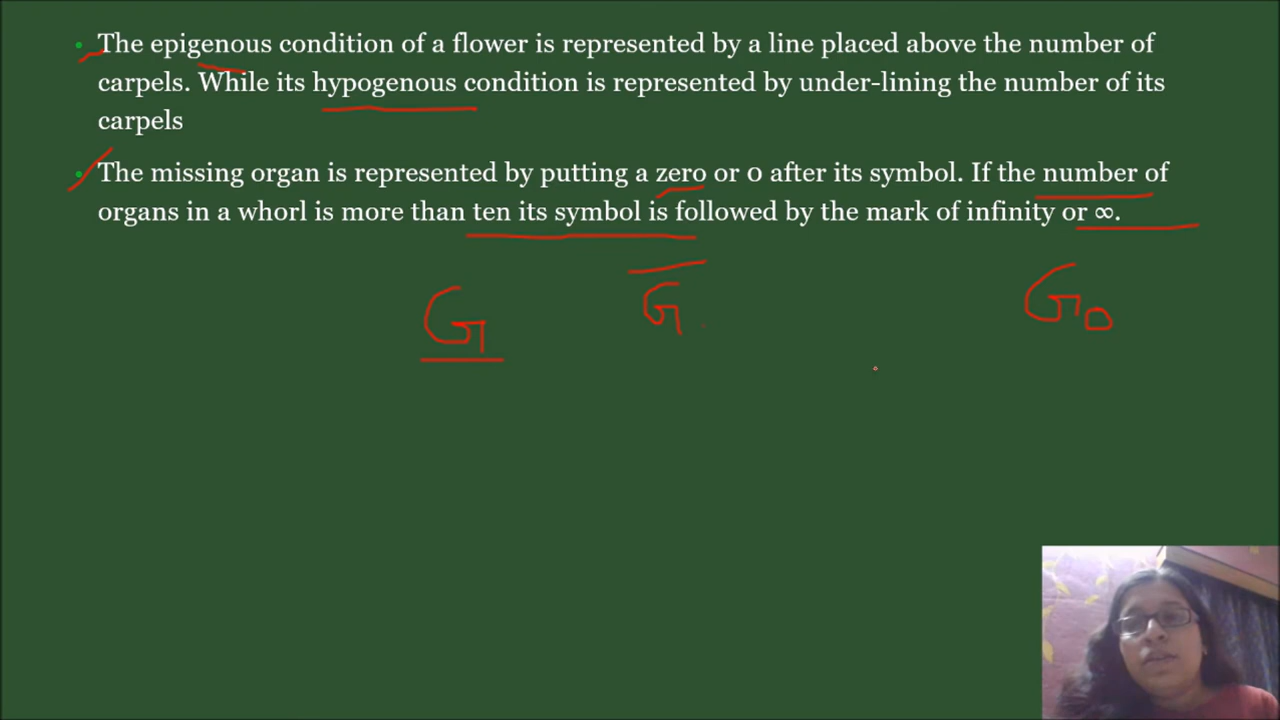 • The epigenous condition of a flower is represented by a line placed above the number of
carpels. While its hypogenous condition is represented by under-lining the number of its
carpels
• The missing organ is represented by putting a zero or 0 after its symbol. If the number of
organs in a whorl is more than ten its symbol is followed by the mark of infinity or ∞.
G G G0